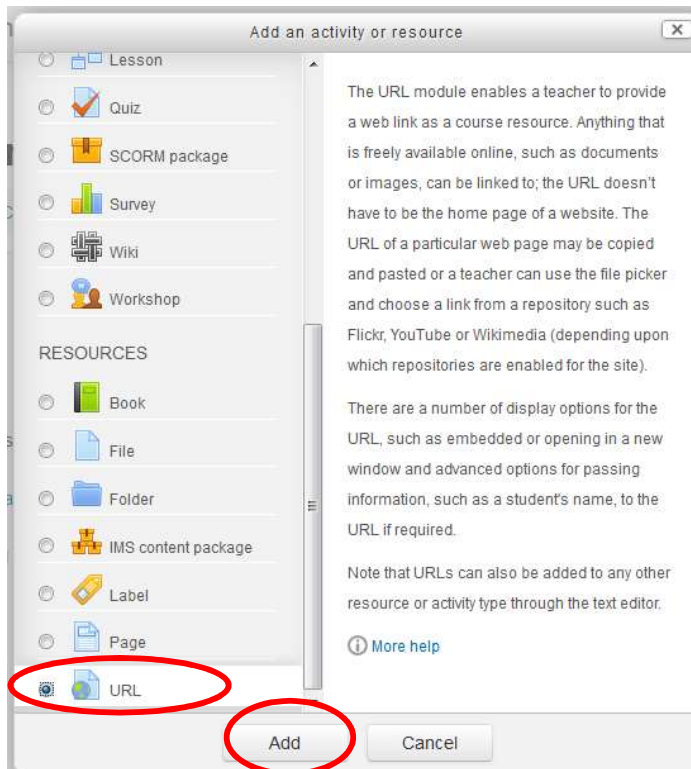 Add an activity or resource
Lesson
Quiz
SCORM package
Survey
Wiki
Workshop
RESOURCES
Book
File
Folder
IMS content package
Label
Page
URL
The URL module enables a teacher to provide
a web link as a course resource. Anything that
is freely available online, such as documents
or images, can be linked to; the URL doesn't
have to be the home page of a website. The
URL of a particular web page may be copied
and pasted or a teacher can use the file picker
and choose a link from a repository such as
Flickr, YouTube or Wikimedia (depending upon
which repositories are enabled for the site).
There are a number of display options for the
URL, such as embedded or opening in a new
window and advanced options for passing
information, such as a student's name, to the
URL if required.
Note that URLs can also be added to any other
resource or activity type through the text editor.
More help
Add
Cancel